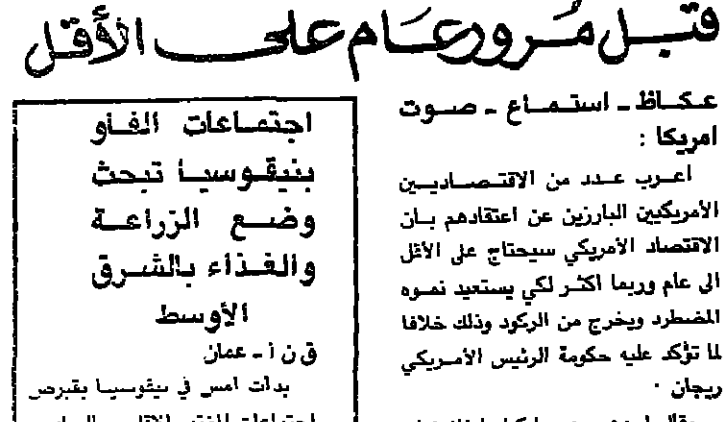 قبل مرور عام على الأقل
عكاظ ـ استماع ـ صوت
امريكا :
اعرب عدد من الاقتصاديين
الأمريكيين البارزين عن اعتقادهم بان
الاقتصاد الأمريكي سيحتاج على الأقل
الى عام وربما اكثر لكي يستعيد نموه
المضطرد ويخرج من الركود وذلك خلافا
لما تؤكد عليه حكومة الرئيس الأمريكي
ريجان .
اجتماعات الفاو
بنيقوسيا تبحث
وضع الزراعة
والغذاء بالشرق
الأوسط
ق ن أ ـ عمان
بدات امس في نيقوسيا بقبرص